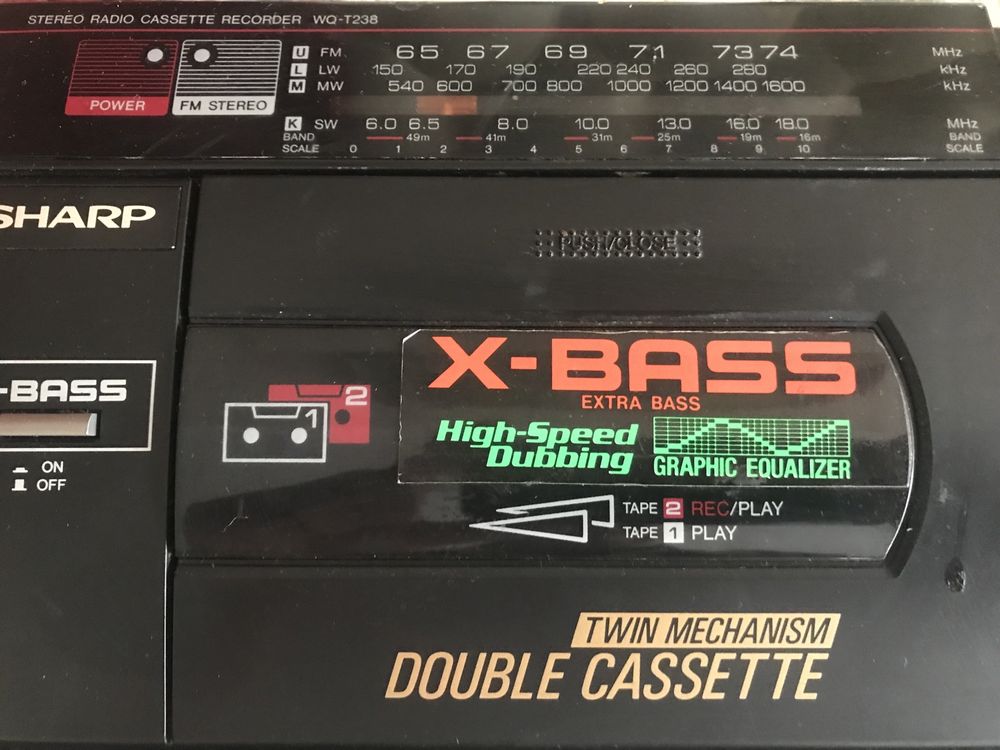 STEREO RADIO CASSETTE RECORDER WQ-T238
POWER
FM STEREO
U FM 65 67 69 71 73 74 MHz
L LW 150 170 190 220 240 260 280 kHz
M MW 540 600 700 800 1000 1200 1400 1600 kHz
K SW 6.0 6.5 8.0 10.0 13.0 16.0 18.0 MHz
BAND 49m 41m 31m 25m 19m 16m BAND
SCALE 0 1 2 3 4 5 6 7 8 9 10 SCALE
SHARP
PUSH/CLOSE
-BASS
ON
OFF
2
1
X-BASS
EXTRA BASS
High-Speed
Dubbing
GRAPHIC EQUALIZER
TAPE 2 REC/PLAY
TAPE 1 PLAY
TWIN MECHANISM
DOUBLE CASSETTE